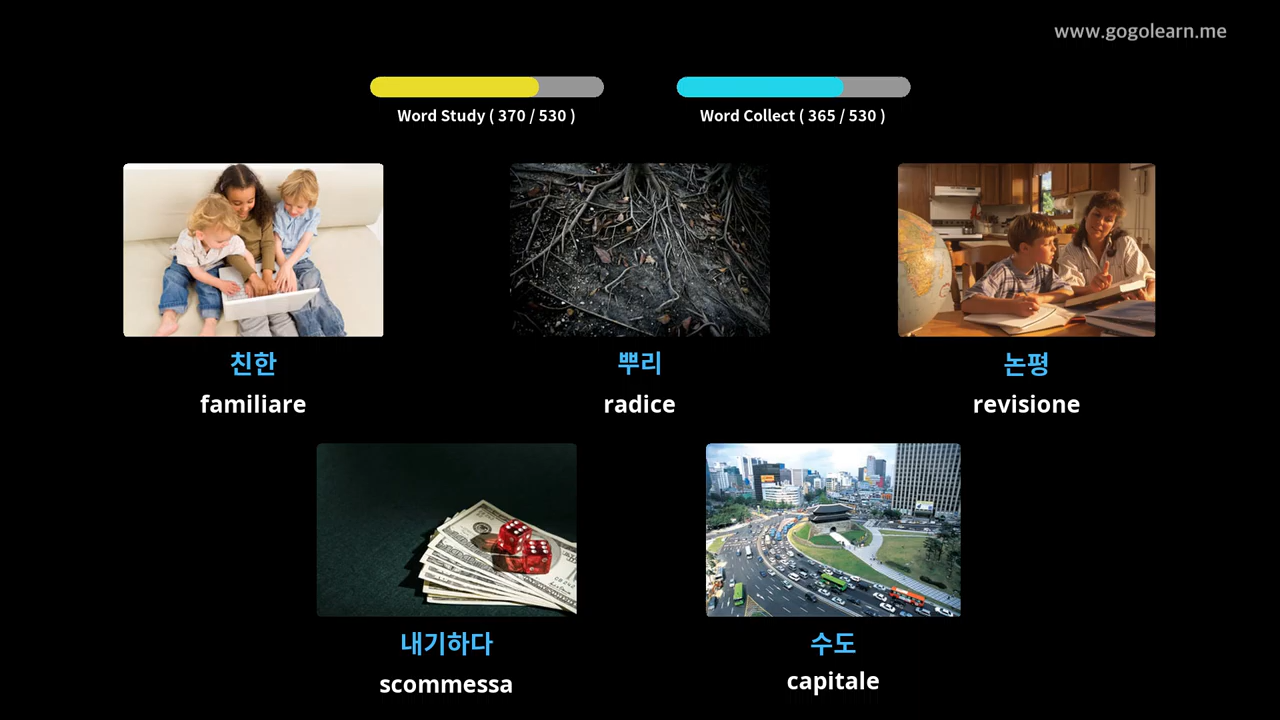 www.gogolearn.me
Word Study ( 370 / 530 )
Word Collect ( 365 / 530 )
친한
familiare
뿌리
radice
논평
revisione
내기하다
scommessa
수도
capitale